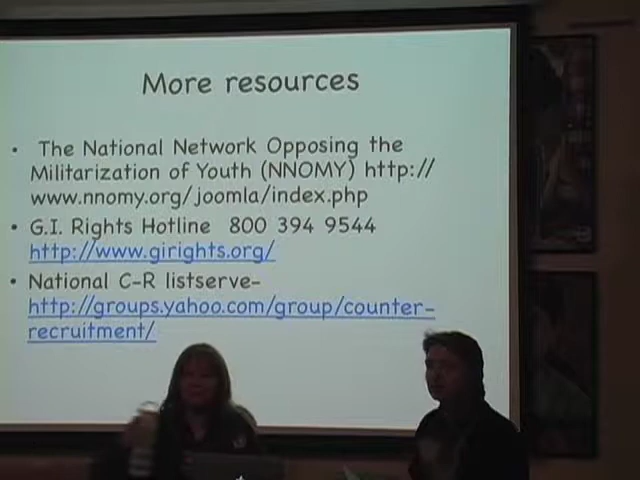 More resources
• The National Network Opposing the
Militarization of Youth (NNOMY) http://
www.nnomy.org/joomla/index.php
• G.I. Rights Hotline 800 394 9544
http://www.girights.org/
• National C-R listserve-
http://groups.yahoo.com/group/counter-
recruitment/